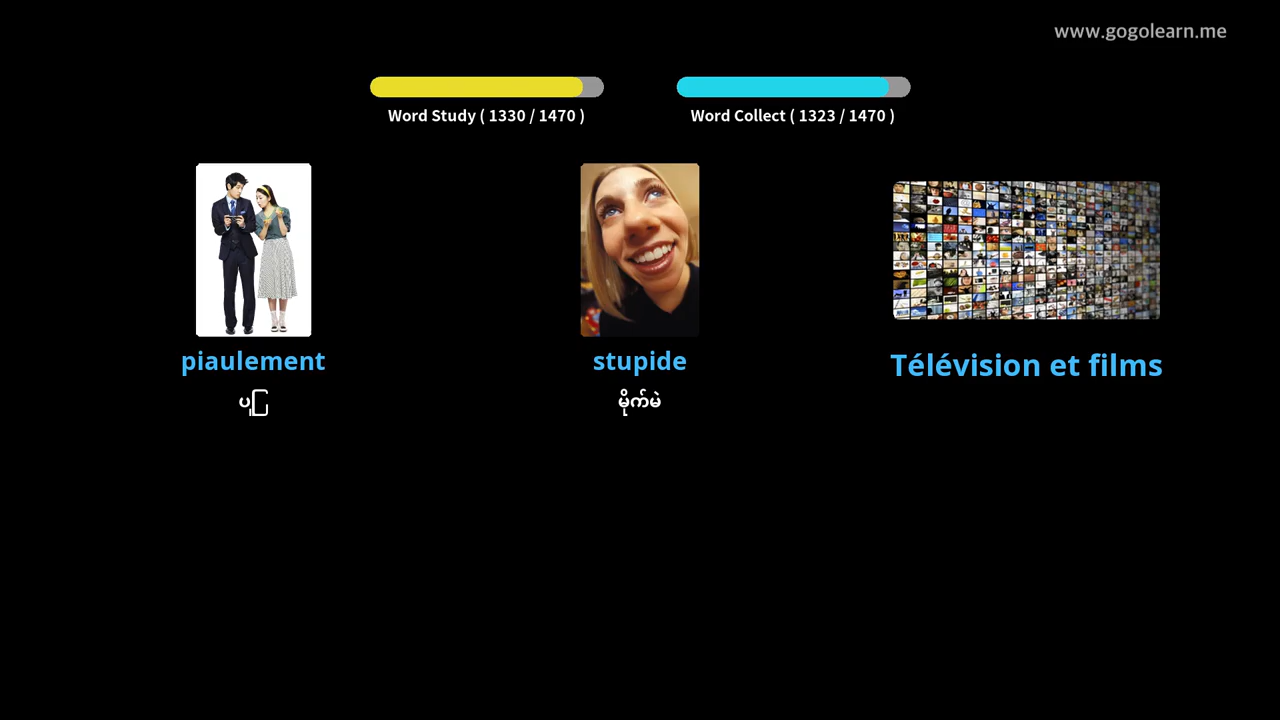 www.gogolearn.me
Word Study ( 1330 / 1470 )
Word Collect ( 1323 / 1470 )
piaulement
stupide
Télévision et films
မိုက်မဲ